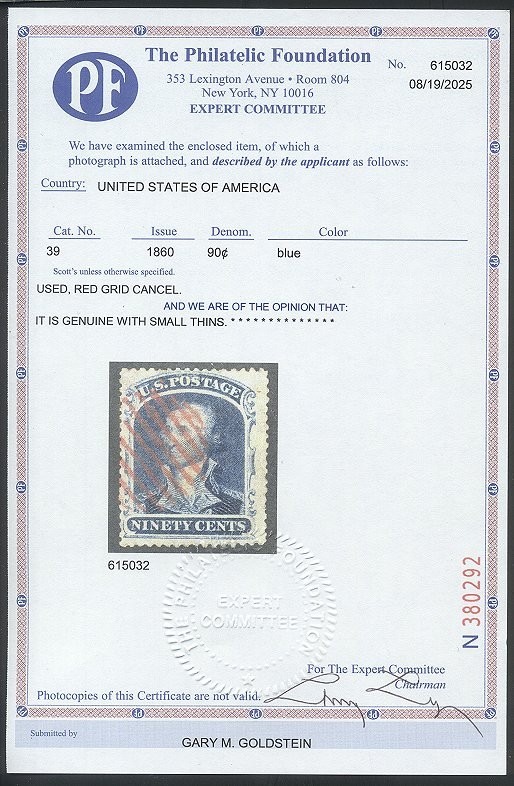 PF
The Philatelic Foundation
353 Lexington Avenue • Room 804
New York, NY 10016
EXPERT COMMITTEE
No. 615032
08/19/2025
We have examined the enclosed item, of which a
photograph is attached, and described by the applicant as follows:
Country: UNITED STATES OF AMERICA
Cat. No. Issue Denom. Color
39 1860 90¢ blue
Scott's unless otherwise specified.
USED, RED GRID CANCEL.
AND WE ARE OF THE OPINION THAT:
IT IS GENUINE WITH SMALL THINS. * * * * * * * * * * * * * *
U.S. POSTAGE
NINETY CENTS
615032
THE PHILATELIC FOUNDATION
EXPERT
COMMITTEE
N 380292
For The Expert Committee
Chairman
Photocopies of this Certificate are not valid.
Submitted by
GARY M. GOLDSTEIN